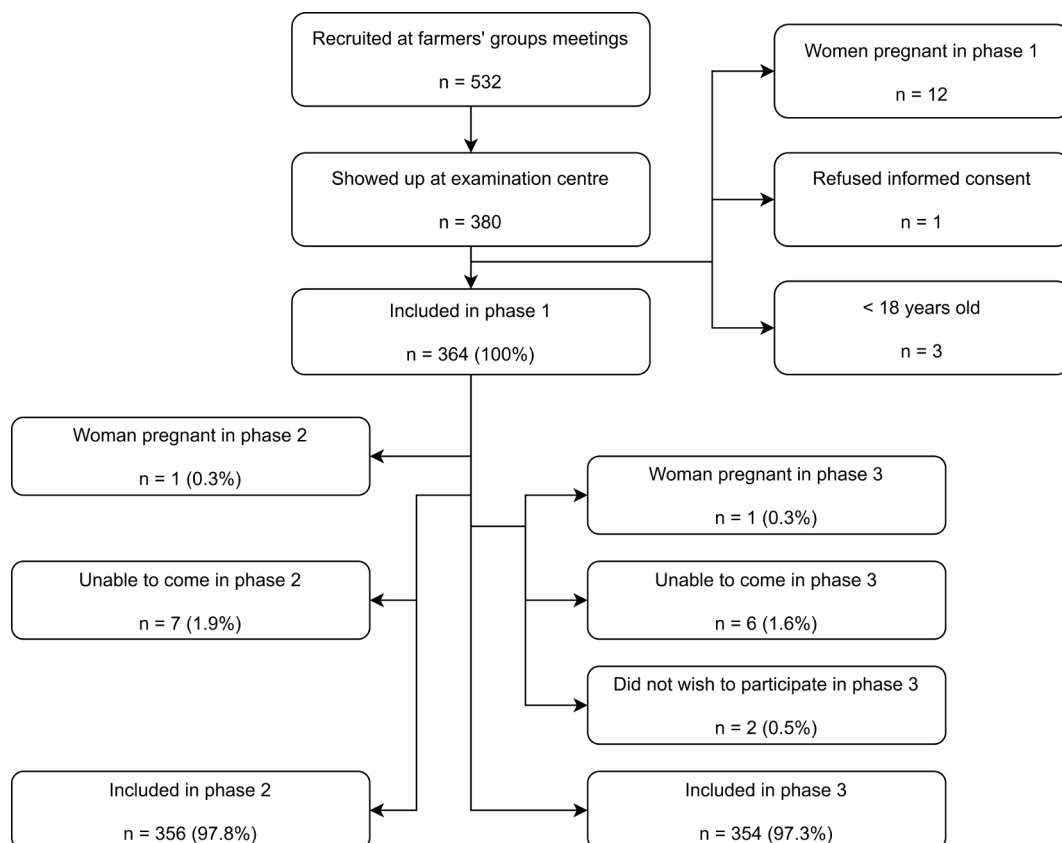 Recruited at farmers' groups meetings
n = 532
Women pregnant in phase 1
n = 12
Showed up at examination centre
n = 380
Refused informed consent
n = 1
Included in phase 1
n = 364 (100%)
< 18 years old
n = 3
Woman pregnant in phase 2
n = 1 (0.3%)
Woman pregnant in phase 3
n = 1 (0.3%)
Unable to come in phase 2
n = 7 (1.9%)
Unable to come in phase 3
n = 6 (1.6%)
Did not wish to participate in phase 3
n = 2 (0.5%)
Included in phase 2
n = 356 (97.8%)
Included in phase 3
n = 354 (97.3%)